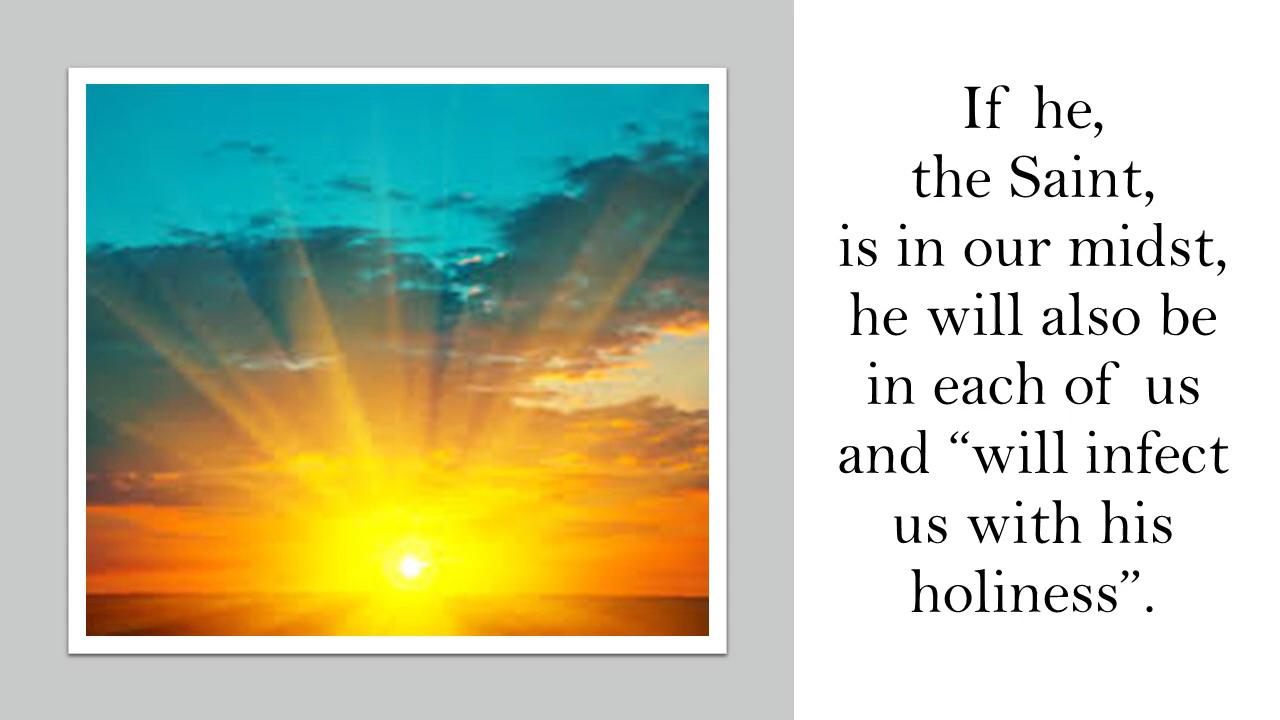 If he,
the Saint,
is in our midst,
he will also be
in each of us
and “will infect
us with his
holiness”.